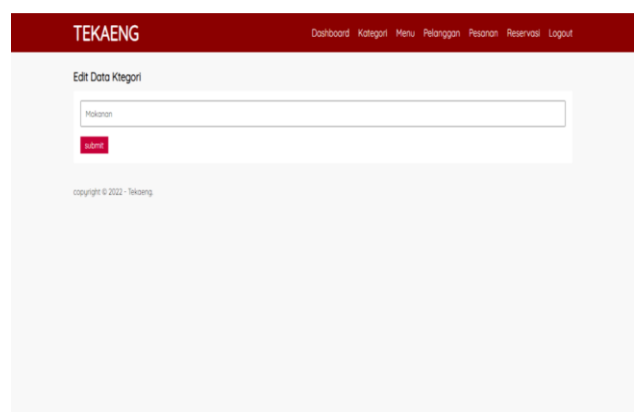 TEKAENG
Dashboard Kategori Menu Pelanggan Pesanan Reservasi Logout
Edit Data Ktegori
Makanan
submit
copyright © 2022 - Tekaeng.